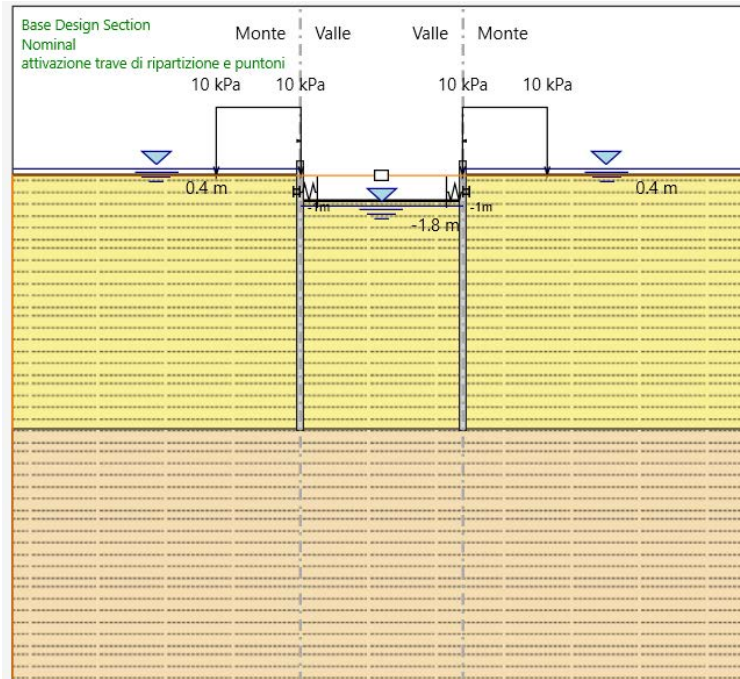 Base Design Section
Nominal
attivazione trave di ripartizione e puntoni
Monte Valle Valle Monte
10 kPa 10 kPa 10 kPa 10 kPa
0.4 m 0.4 m
-1m -1m
-1.8 m